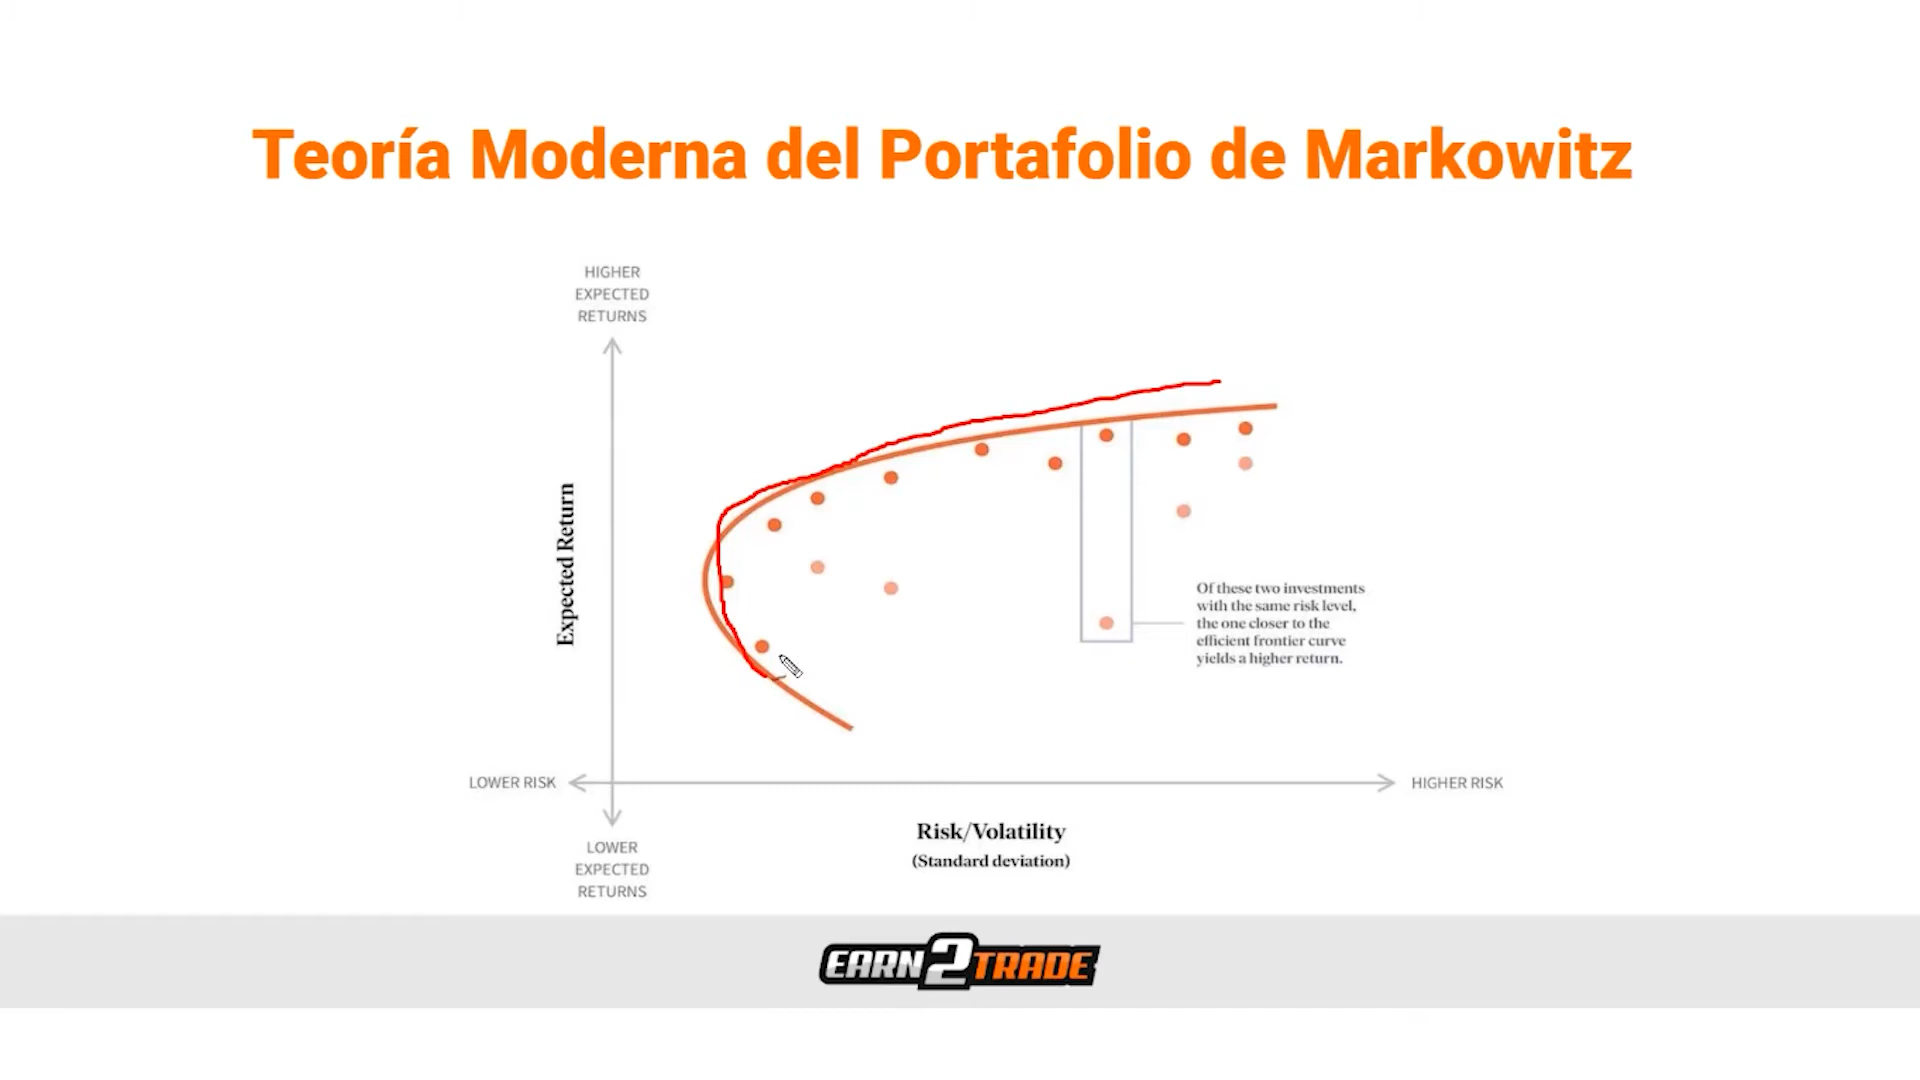 Teoría Moderna del Portafolio de Markowitz
HIGHER
EXPECTED
RETURNS
Expected Return
Of these two investments
with the same risk level,
the one closer to the
efficient frontier curve
yields a higher return.
LOWER RISK
HIGHER RISK
Risk/Volatility
(Standard deviation)
LOWER
EXPECTED
RETURNS
EARN2TRADE